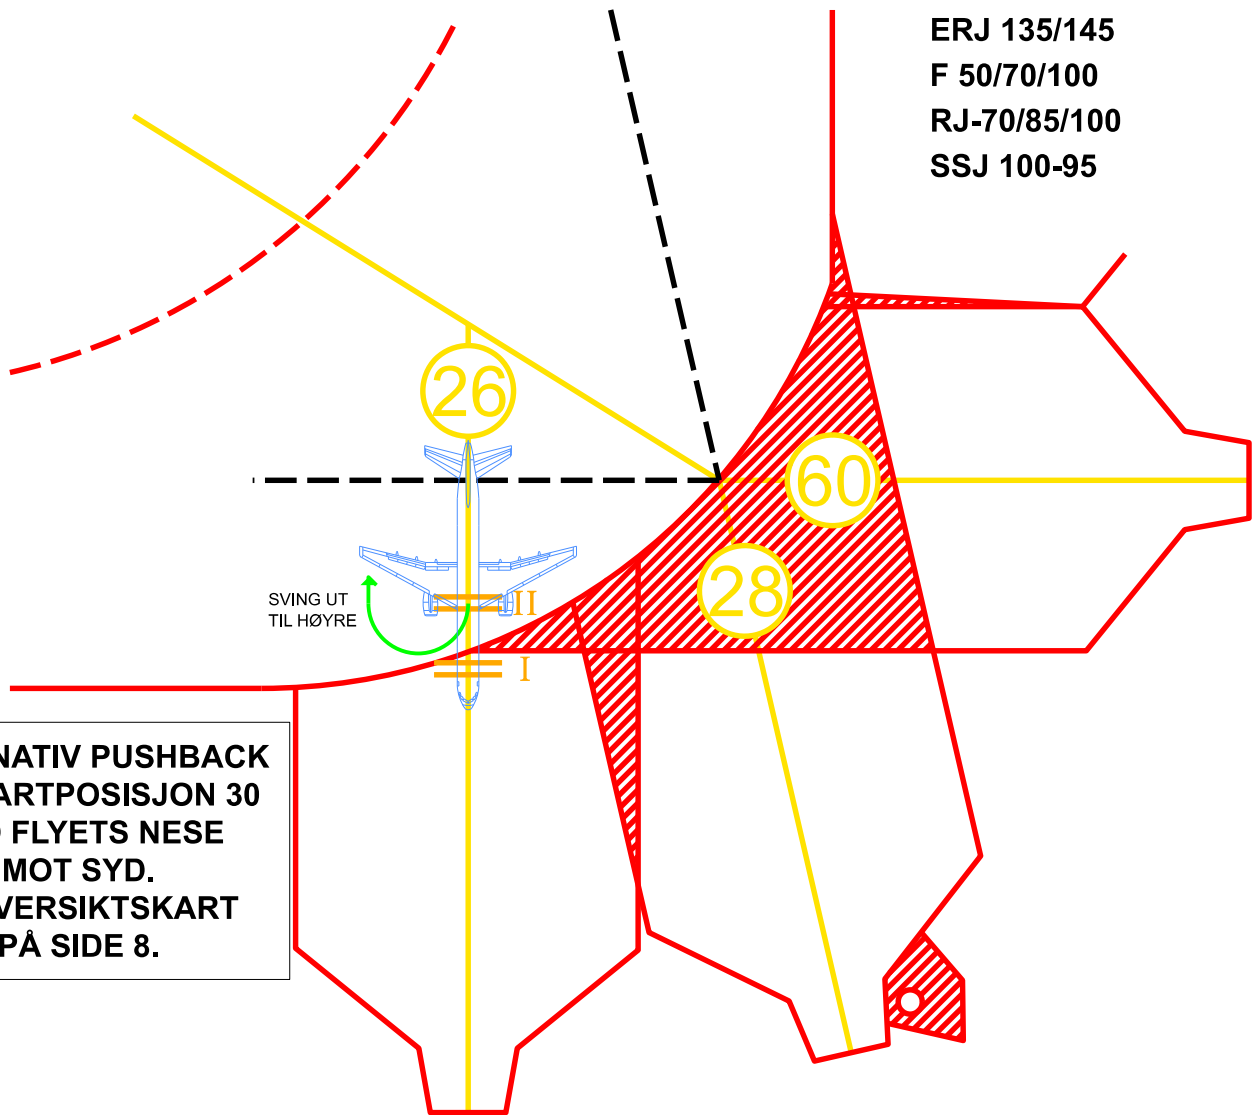 ERJ 135/145
F 50/70/100
RJ-70/85/100
SSJ 100-95
26
60
28
SVING UT
TIL HØYRE
II
I
NATIV PUSHBACK
ARTPOSISJON 30
FLYETS NESE
MOT SYD.
VERSIKTSKART
PÅ SIDE 8.